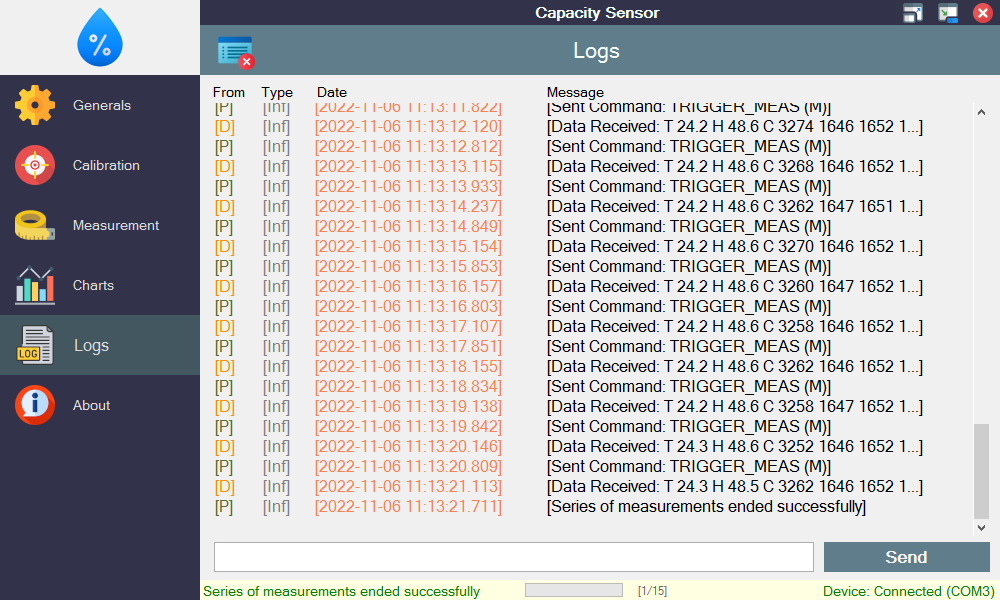 Capacity Sensor
%
Logs
Generals
Calibration
Measurement
Charts
LOG
Logs
About
From Type Date Message
[P] [Inf] [2022-11-06 11:13:11.822] [Sent Command: TRIGGER_MEAS (M)]
[D] [Inf] [2022-11-06 11:13:12.120] [Data Received: T 24.2 H 48.6 C 3274 1646 1652 1...]
[P] [Inf] [2022-11-06 11:13:12.812] [Sent Command: TRIGGER_MEAS (M)]
[D] [Inf] [2022-11-06 11:13:13.115] [Data Received: T 24.2 H 48.6 C 3268 1646 1652 1...]
[P] [Inf] [2022-11-06 11:13:13.933] [Sent Command: TRIGGER_MEAS (M)]
[D] [Inf] [2022-11-06 11:13:14.237] [Data Received: T 24.2 H 48.6 C 3262 1647 1651 1...]
[P] [Inf] [2022-11-06 11:13:14.849] [Sent Command: TRIGGER_MEAS (M)]
[D] [Inf] [2022-11-06 11:13:15.154] [Data Received: T 24.2 H 48.6 C 3270 1646 1652 1...]
[P] [Inf] [2022-11-06 11:13:15.853] [Sent Command: TRIGGER_MEAS (M)]
[D] [Inf] [2022-11-06 11:13:16.157] [Data Received: T 24.2 H 48.6 C 3260 1647 1652 1...]
[P] [Inf] [2022-11-06 11:13:16.803] [Sent Command: TRIGGER_MEAS (M)]
[D] [Inf] [2022-11-06 11:13:17.107] [Data Received: T 24.2 H 48.6 C 3258 1646 1652 1...]
[P] [Inf] [2022-11-06 11:13:17.851] [Sent Command: TRIGGER_MEAS (M)]
[D] [Inf] [2022-11-06 11:13:18.155] [Data Received: T 24.2 H 48.6 C 3262 1646 1652 1...]
[P] [Inf] [2022-11-06 11:13:18.834] [Sent Command: TRIGGER_MEAS (M)]
[D] [Inf] [2022-11-06 11:13:19.138] [Data Received: T 24.2 H 48.6 C 3258 1647 1652 1...]
[P] [Inf] [2022-11-06 11:13:19.842] [Sent Command: TRIGGER_MEAS (M)]
[D] [Inf] [2022-11-06 11:13:20.146] [Data Received: T 24.3 H 48.6 C 3252 1646 1652 1...]
[P] [Inf] [2022-11-06 11:13:20.809] [Sent Command: TRIGGER_MEAS (M)]
[D] [Inf] [2022-11-06 11:13:21.113] [Data Received: T 24.3 H 48.5 C 3262 1646 1652 1...]
[P] [Inf] [2022-11-06 11:13:21.711] [Series of measurements ended successfully]
Send
Series of measurements ended successfully [1/15] Device: Connected (COM3)